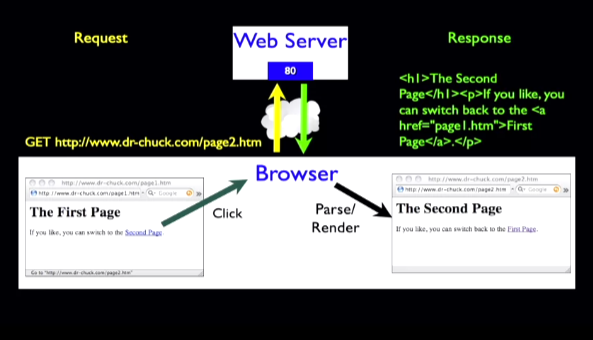 Request
Web Server
Response
80
<h1>The Second
Page</h1><p>If you like, you
can switch back to the <a
href="page1.htm">First
Page</a>.</p>
GET http://www.dr-chuck.com/page2.htm
Browser
http://www.dr-chuck.com/page1.htm
http://www.dr-chuck.com/page1.htm
Google
The First Page
If you like, you can switch to the Second Page.
Go to "http://www.dr-chuck.com/page2.htm"
Click
Parse/
Render
http://www.dr-chuck.com/page2.htm
http://www.dr-chuck.com/page2.htm
Google
The Second Page
If you like, you can switch back to the First Page.